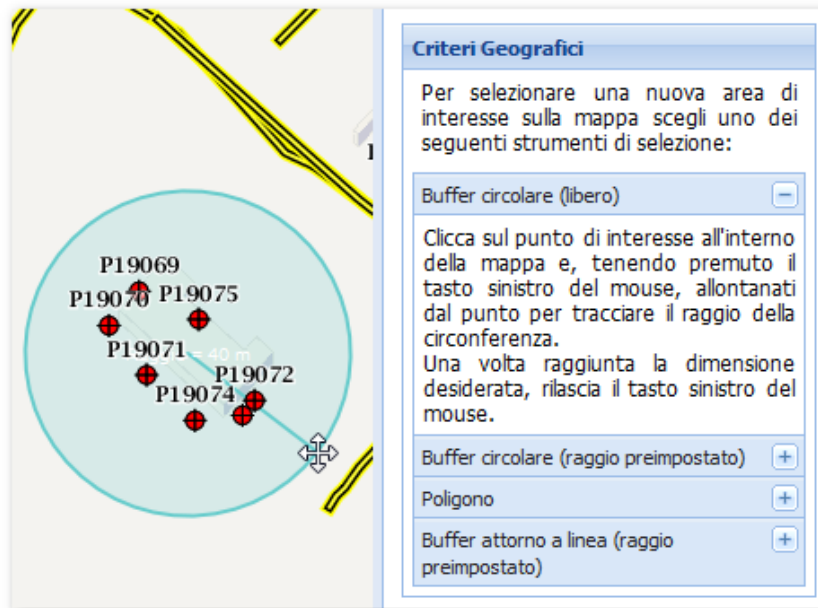 P19069
P19070 P19075
P19071
= 40 m
P19072
P19074
Criteri Geografici
Per selezionare una nuova area di
interesse sulla mappa scegli uno dei
seguenti strumenti di selezione:
Buffer circolare (libero)
Clicca sul punto di interesse all'interno
della mappa e, tenendo premuto il
tasto sinistro del mouse, allontanati
dal punto per tracciare il raggio della
circonferenza.
Una volta raggiunta la dimensione
desiderata, rilascia il tasto sinistro del
mouse.
Buffer circolare (raggio preimpostato)
Poligono
Buffer attorno a linea (raggio
preimpostato)